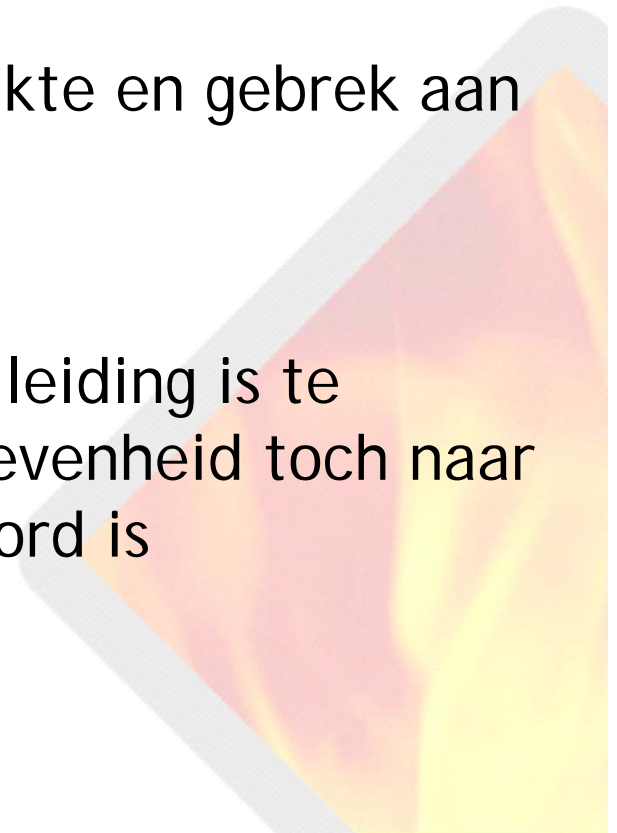 kte en gebrek aan
leiding is te
evenheid toch naar
ord is